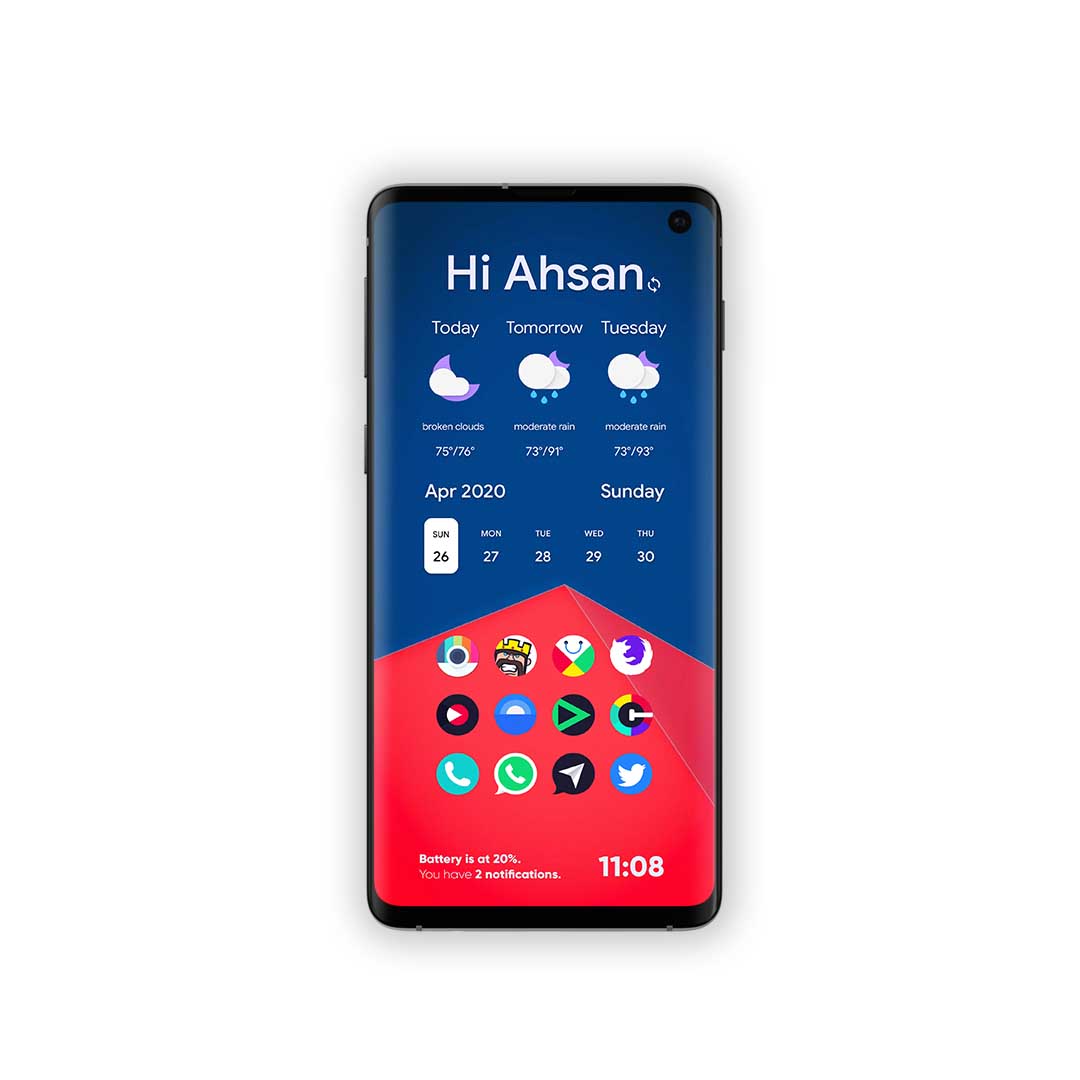 Hi Ahsan
Today Tomorrow Tuesday
broken clouds moderate rain moderate rain
75°/76° 73°/91° 73°/93°
Apr 2020 Sunday
SUN MON TUE WED THU
26 27 28 29 30
Battery is at 20%.
You have 2 notifications.
11:08